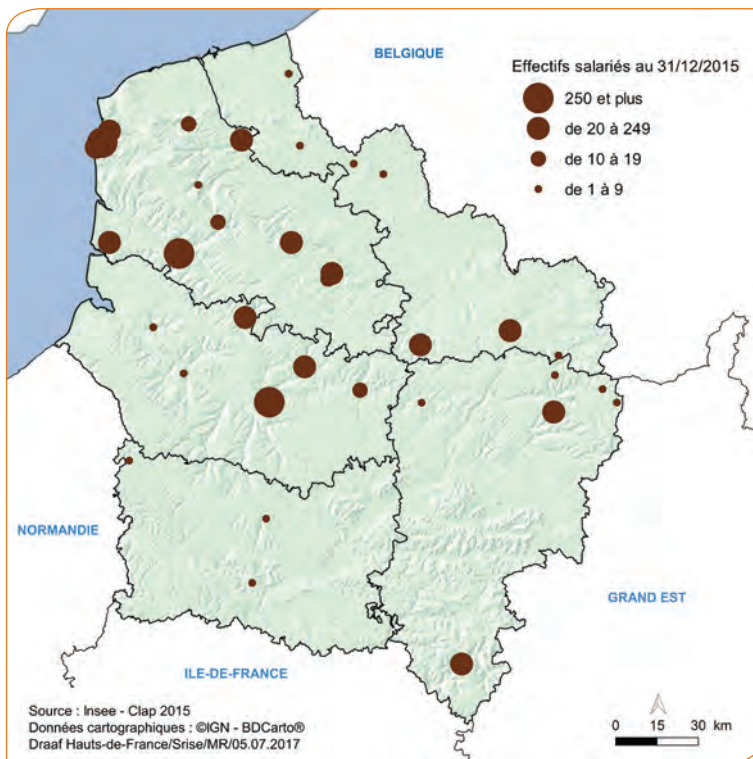 BELGIQUE
Effectifs salariés au 31/12/2015
250 et plus
de 20 à 249
de 10 à 19
de 1 à 9
NORMANDIE
GRAND EST
ILE-DE-FRANCE
Source : Insee - Clap 2015
Données cartographiques : ©IGN - BDCarto®
Draaf Hauts-de-France/Srise/MR/05.07.2017
0 15 30 km